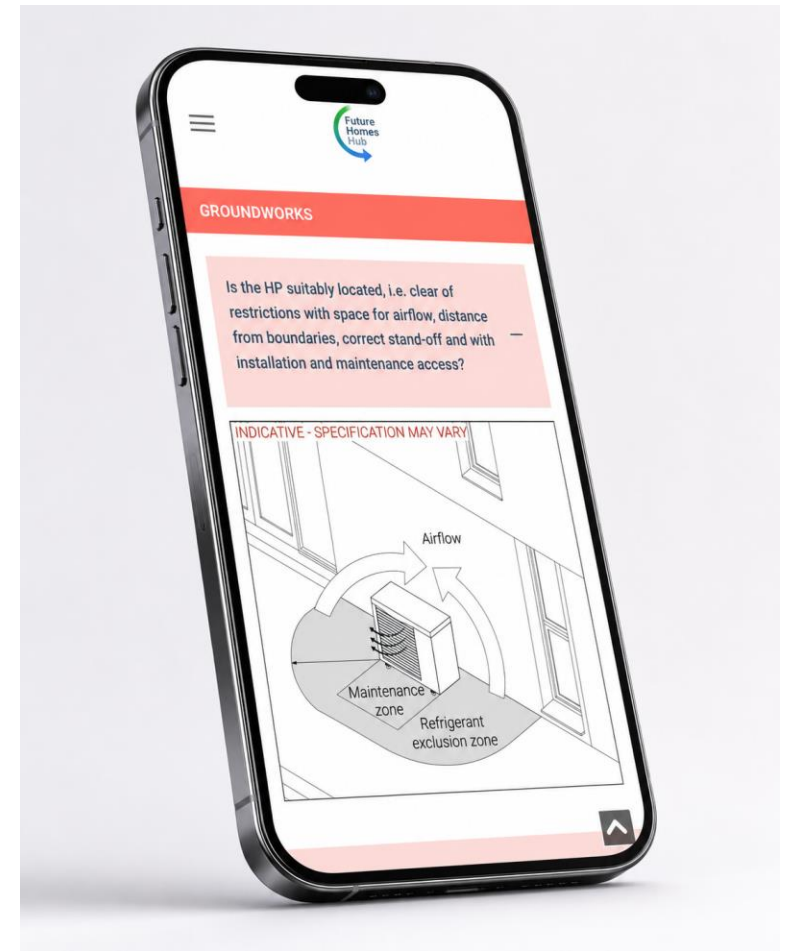 Future
Homes
Hub
GROUNDWORKS
Is the HP suitably located, i.e. clear of
restrictions with space for airflow, distance
from boundaries, correct stand-off and with
installation and maintenance access?
INDICATIVE - SPECIFICATION MAY VARY
Airflow
Maintenance
zone
Refrigerant
exclusion zone